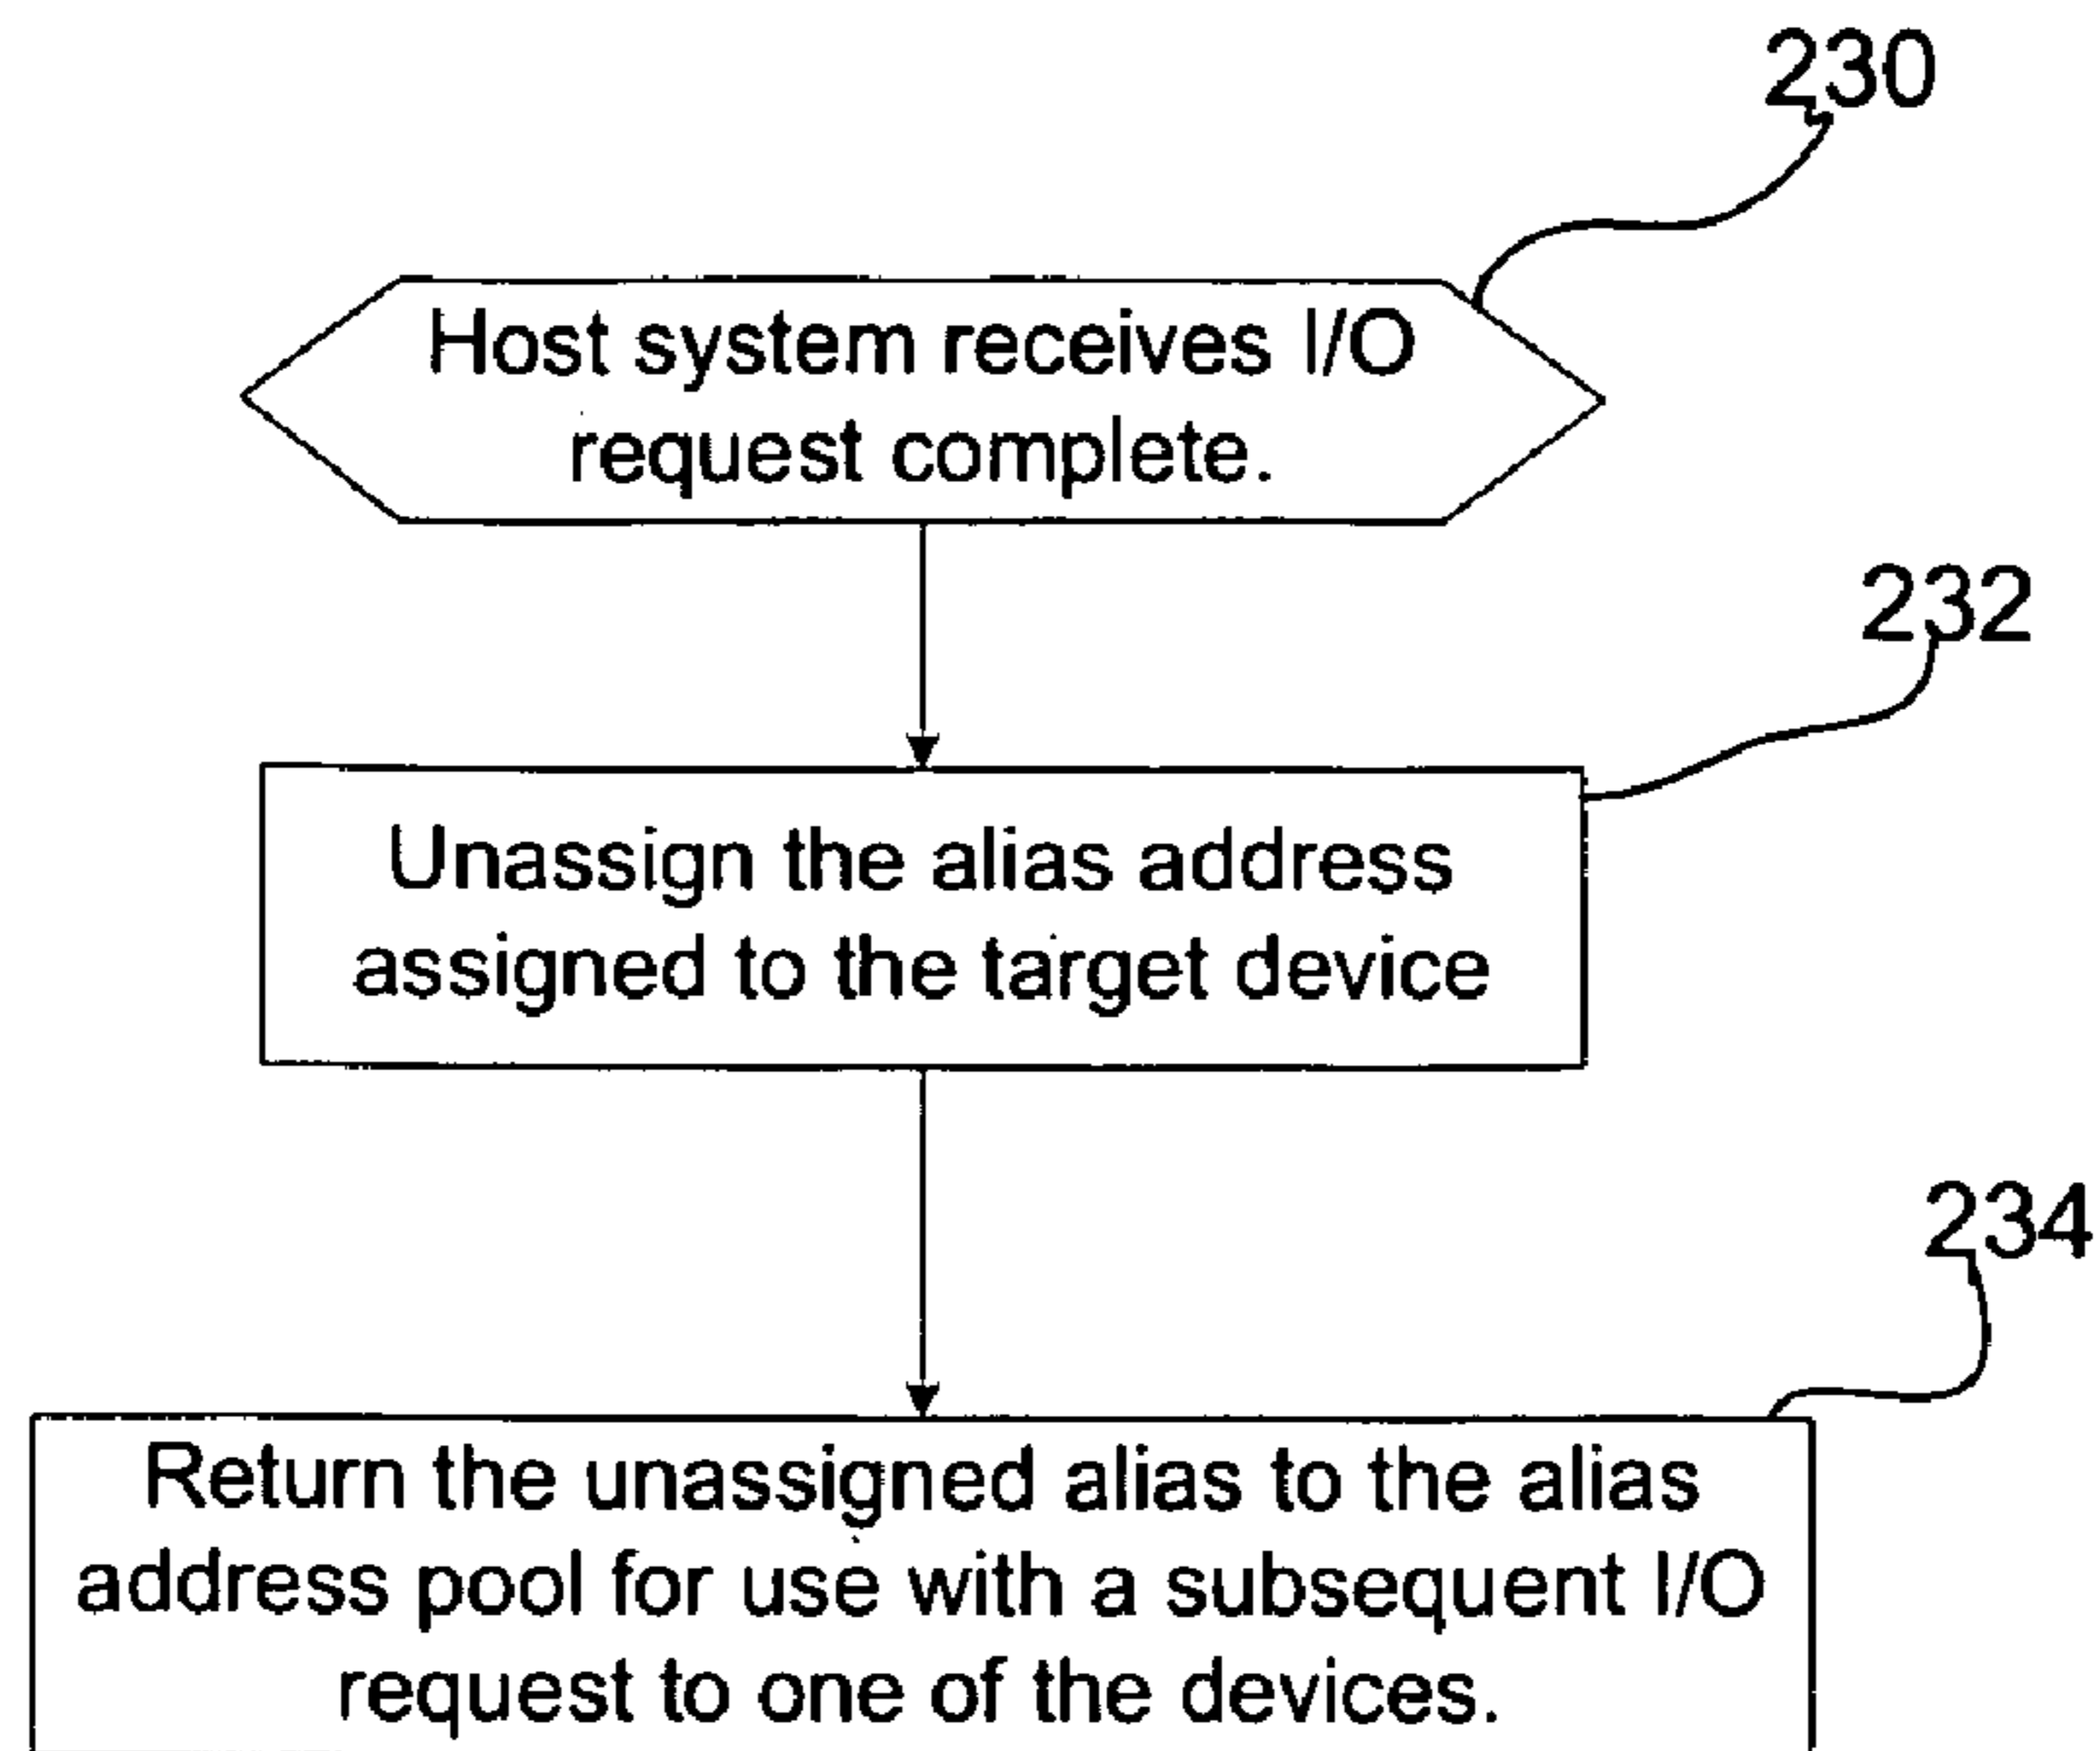 230
Host system receives I/O
request complete.
232
Unassign the alias address
assigned to the target device
234
Return the unassigned alias to the alias
address pool for use with a subsequent I/O
request to one of the devices.